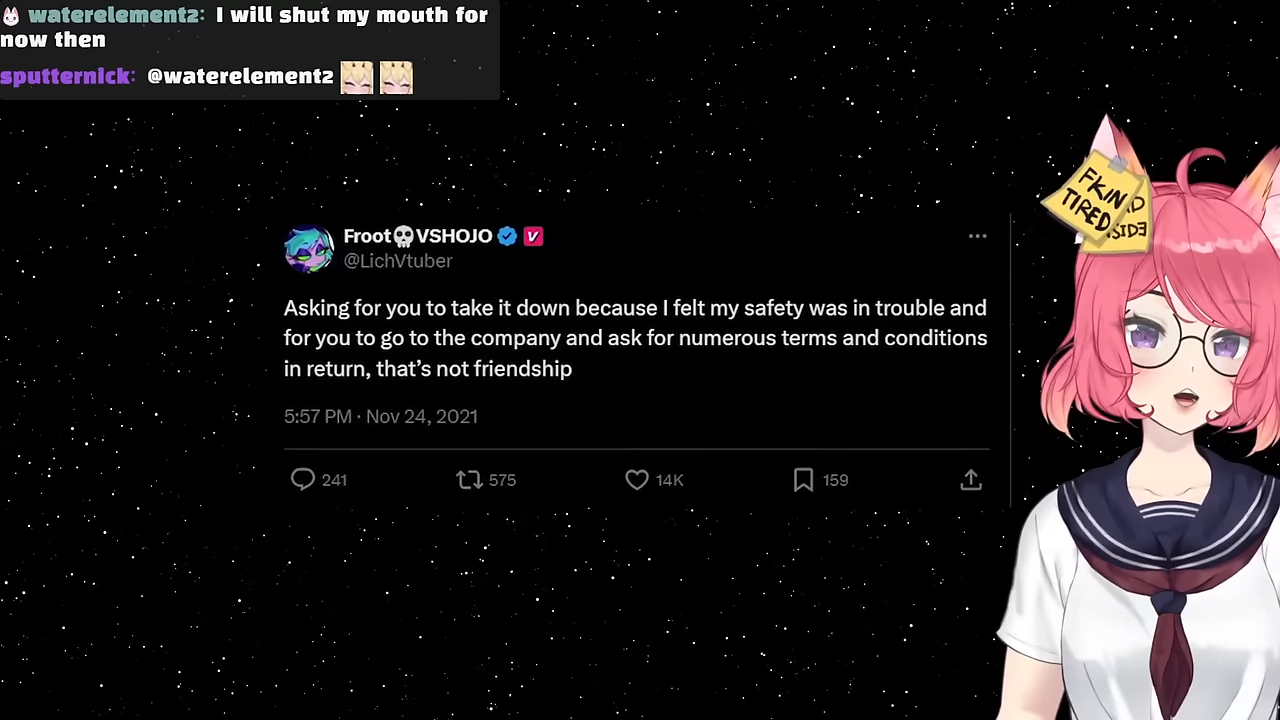 waterelement2: I will shut my mouth for
now then
sputternick: @waterelement2
Froot💀VSHOJO
@LichVtuber
Asking for you to take it down because I felt my safety was in trouble and
for you to go to the company and ask for numerous terms and conditions
in return, that’s not friendship
5:57 PM · Nov 24, 2021
241 575 14K 159
FKIN
TIRED
SIDE